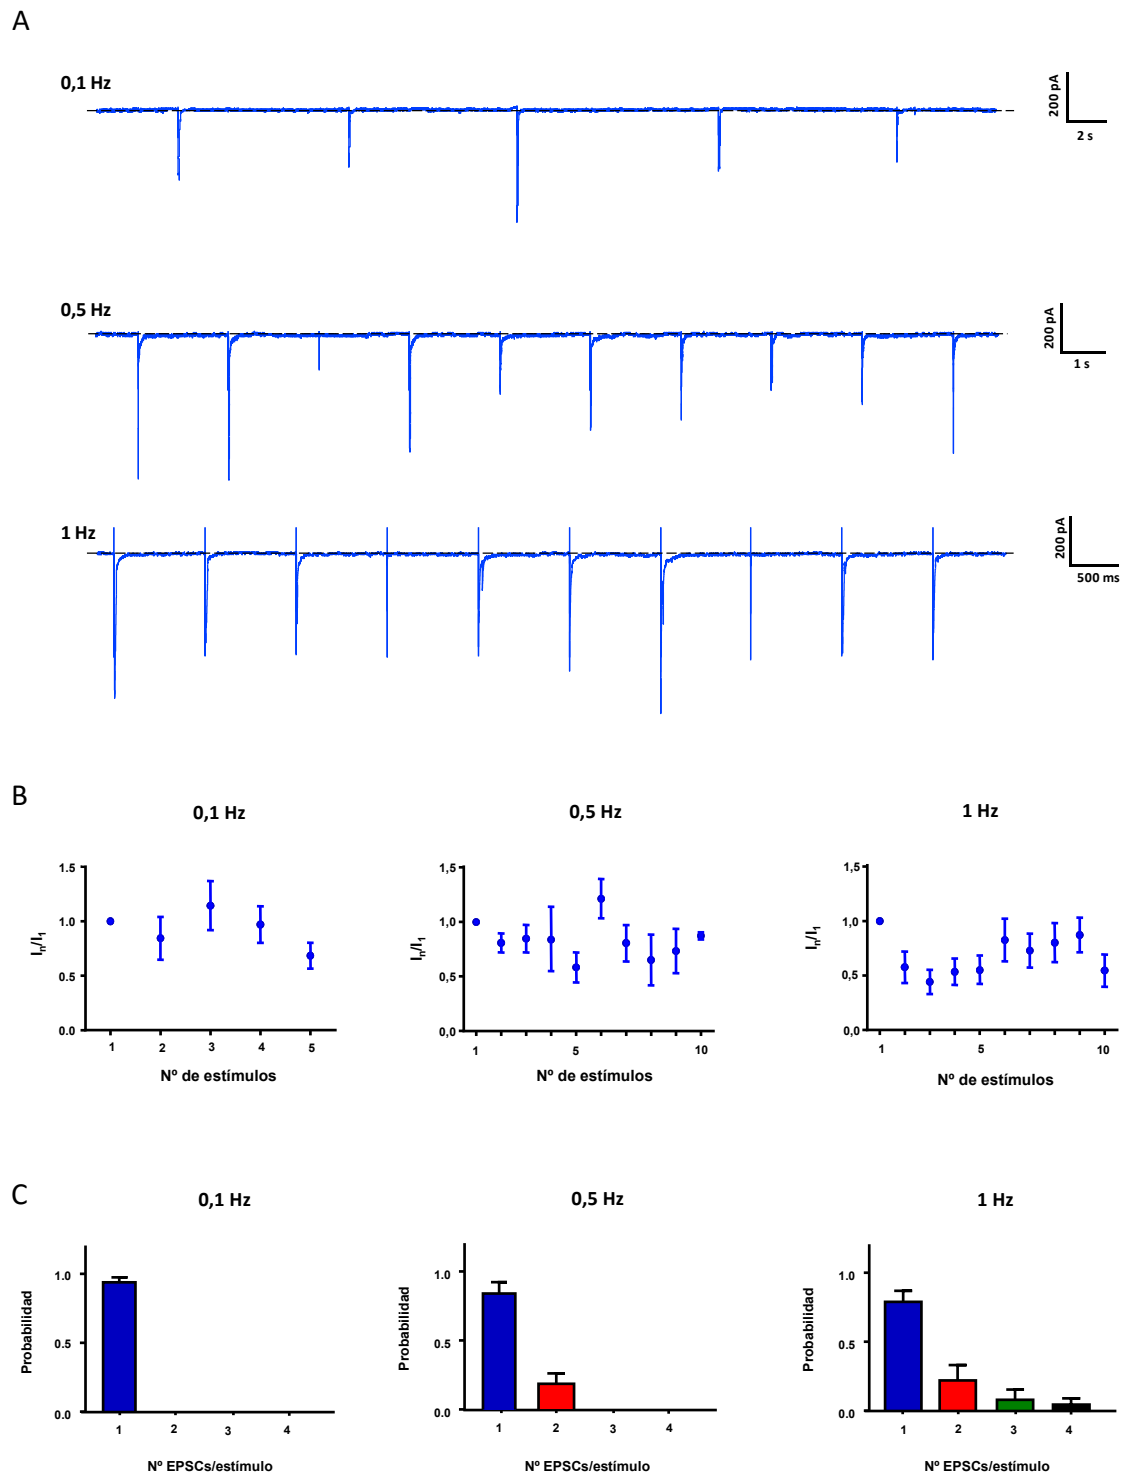 A
0,1 Hz
200 pA
2 s
0,5 Hz
200 pA
1 s
1 Hz
200 pA
500 ms
B
0,1 Hz
0,5 Hz
1 Hz
1.5
1.0
0.5
0.0
Iₙ/I₁
1 2 3 4 5
Nº de estímulos
1,5
1,0
0,5
0,0
Iₙ/I₁
1 5 10
Nº de estímulos
1,5
1,0
0,5
0,0
Iₙ/I₁
1 5 10
Nº de estímulos
C
0,1 Hz
0,5 Hz
1 Hz
1.0
0.5
0.0
Probabilidad
1 2 3 4
Nº EPSCs/estímulo
1.0
0.5
0.0
Probabilidad
1 2 3 4
Nº EPSCs/estímulo
1.0
0.5
0.0
Probabilidad
1 2 3 4
Nº EPSCs/estímulo